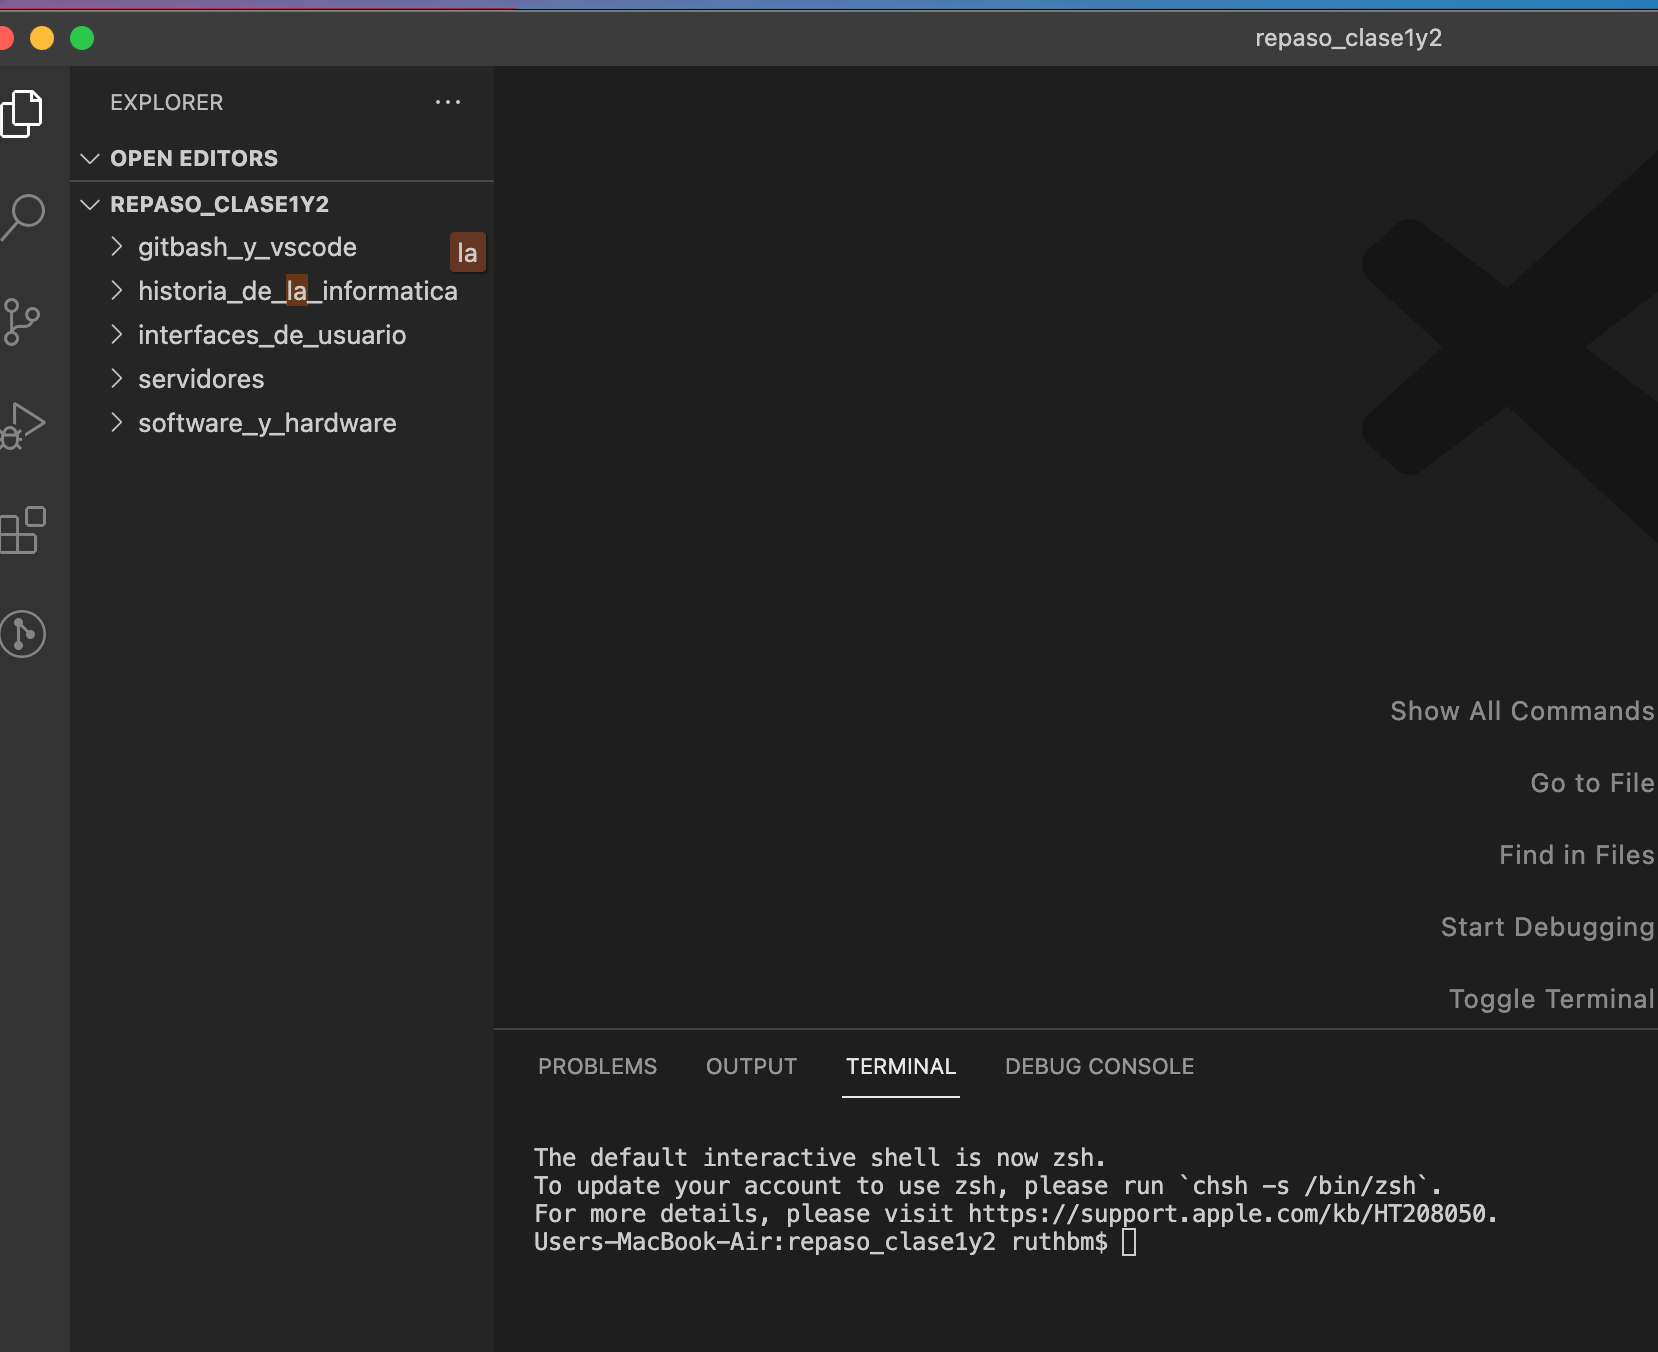 repaso_clase1y2
EXPLORER
OPEN EDITORS
REPASO_CLASE1Y2
gitbash_y_vscode
la
historia_de_la_informatica
interfaces_de_usuario
servidores
software_y_hardware
Show All Commands
Go to File
Find in Files
Start Debugging
Toggle Terminal
PROBLEMS OUTPUT TERMINAL DEBUG CONSOLE
The default interactive shell is now zsh.
To update your account to use zsh, please run `chsh -s /bin/zsh`.
For more details, please visit https://support.apple.com/kb/HT208050.
Users-MacBook-Air:repaso_clase1y2 ruthbm$